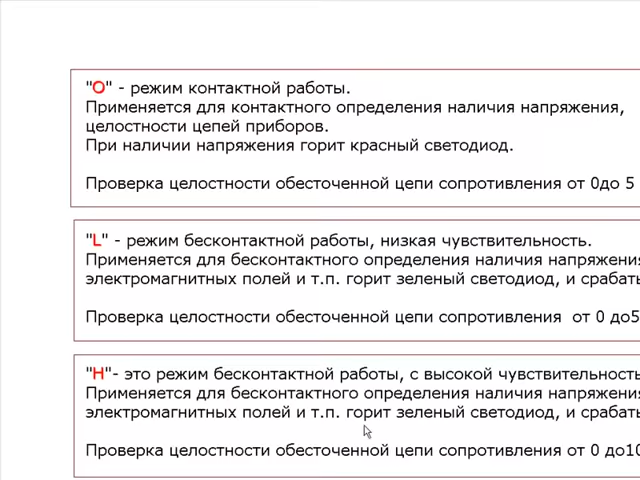 "O" - режим контактной работы.
Применяется для контактного определения наличия напряжения,
целостности цепей приборов.
При наличии напряжения горит красный светодиод.
Проверка целостности обесточенной цепи сопротивления от 0до 5
"L" - режим бесконтактной работы, низкая чувствительность.
Применяется для бесконтактного определения наличия напряжения
электромагнитных полей и т.п. горит зеленый светодиод, и срабать
Проверка целостности обесточенной цепи сопротивления  от 0 до5
"H"- это режим бесконтактной работы, с высокой чувствительность
Применяется для бесконтактного определения наличия напряжения
электромагнитных полей и т.п. горит зеленый светодиод, и срабать
Проверка целостности обесточенной цепи сопротивления от 0 до10